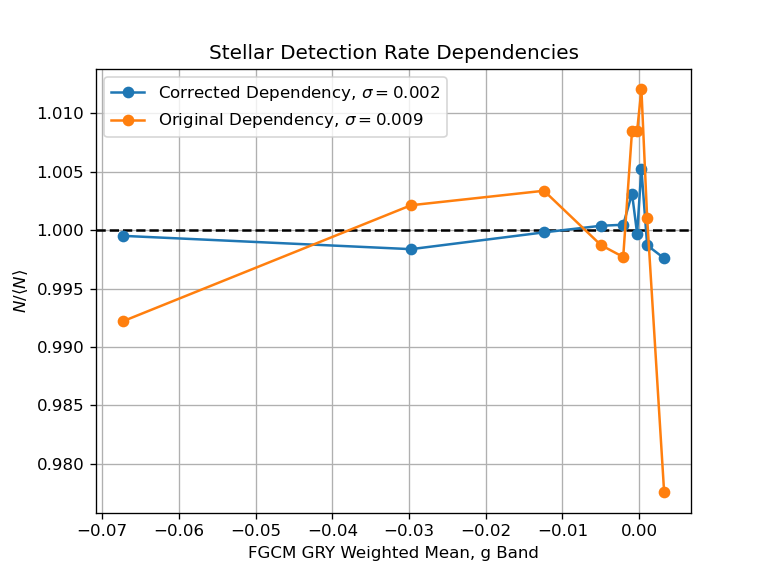 Stellar Detection Rate Dependencies
Corrected Dependency, σ = 0.002
Original Dependency, σ = 0.009
1.010
1.005
1.000
0.995
0.990
0.985
0.980
N/⟨N⟩
−0.07 −0.06 −0.05 −0.04 −0.03 −0.02 −0.01 0.00
FGCM GRY Weighted Mean, g Band